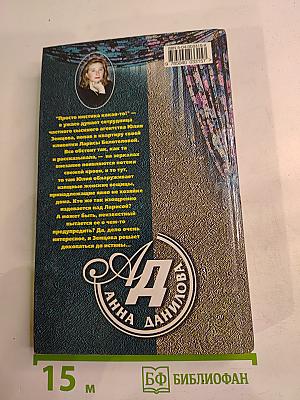 "Просто мистика какая-то!" —
в ужасе думает сотрудница
частного сыскного агентства Юлия
Земцова, попав в квартиру своей
клиентки Ларисы Белотеловой.
Все обстоит так, как та
и рассказывала, — на зеркалах
внезапно появляются потеки
свежей крови, и то тут,
то там Юлия обнаруживает
изящные женские вещицы,
принадлежащие явно не хозяйке
дома. Кто же так изощренно
издевается над Ларисой?
А может быть, неизвестный
пытается ее о чем-то
предупредить? Да, дело очень
интересное, и Земцова решает
докопаться до истины...
АД
АННА ДАНИЛОВА
15 м
БФ БИБЛИОФАН